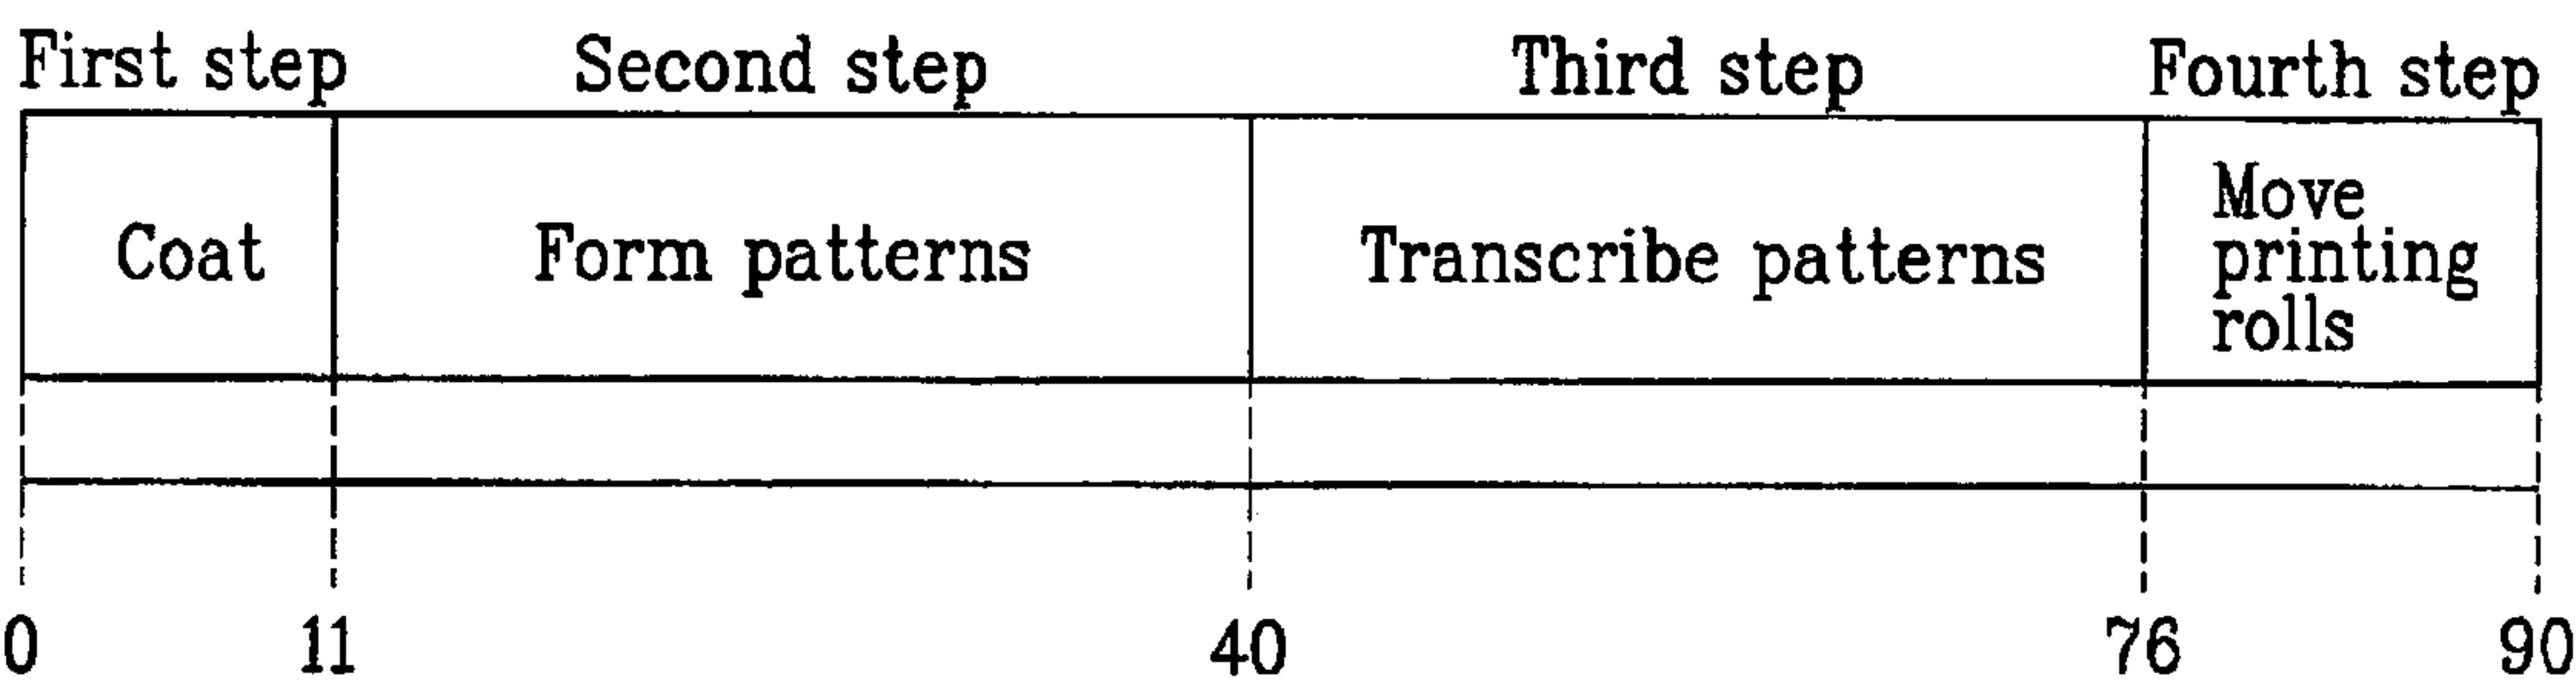 First step Second step Third step Fourth step
Coat Form patterns Transcribe patterns Move
printing
rolls
0 11 40 76 90